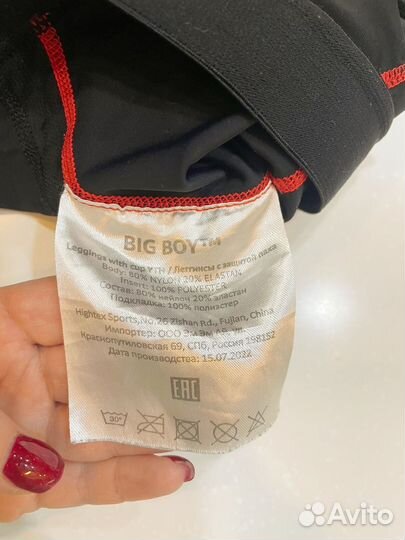 BIG BOY™
Leggings with cup YTH / Леггинсы с защитой паха
Body: 80% NYLON 20% ELASTAN
Insert: 100% POLYESTER
Состав: 80% нейлон 20% эластан
Подкладка: 100% полиэстер
Hightex Sports, No.26 Zishan Rd., Fujian, China
Импортер: ООО Эм Эм
Краснопутиловская 69, СПб, Россия 198152
Дата производства: 15.07.2022
EAC
30°
Avito